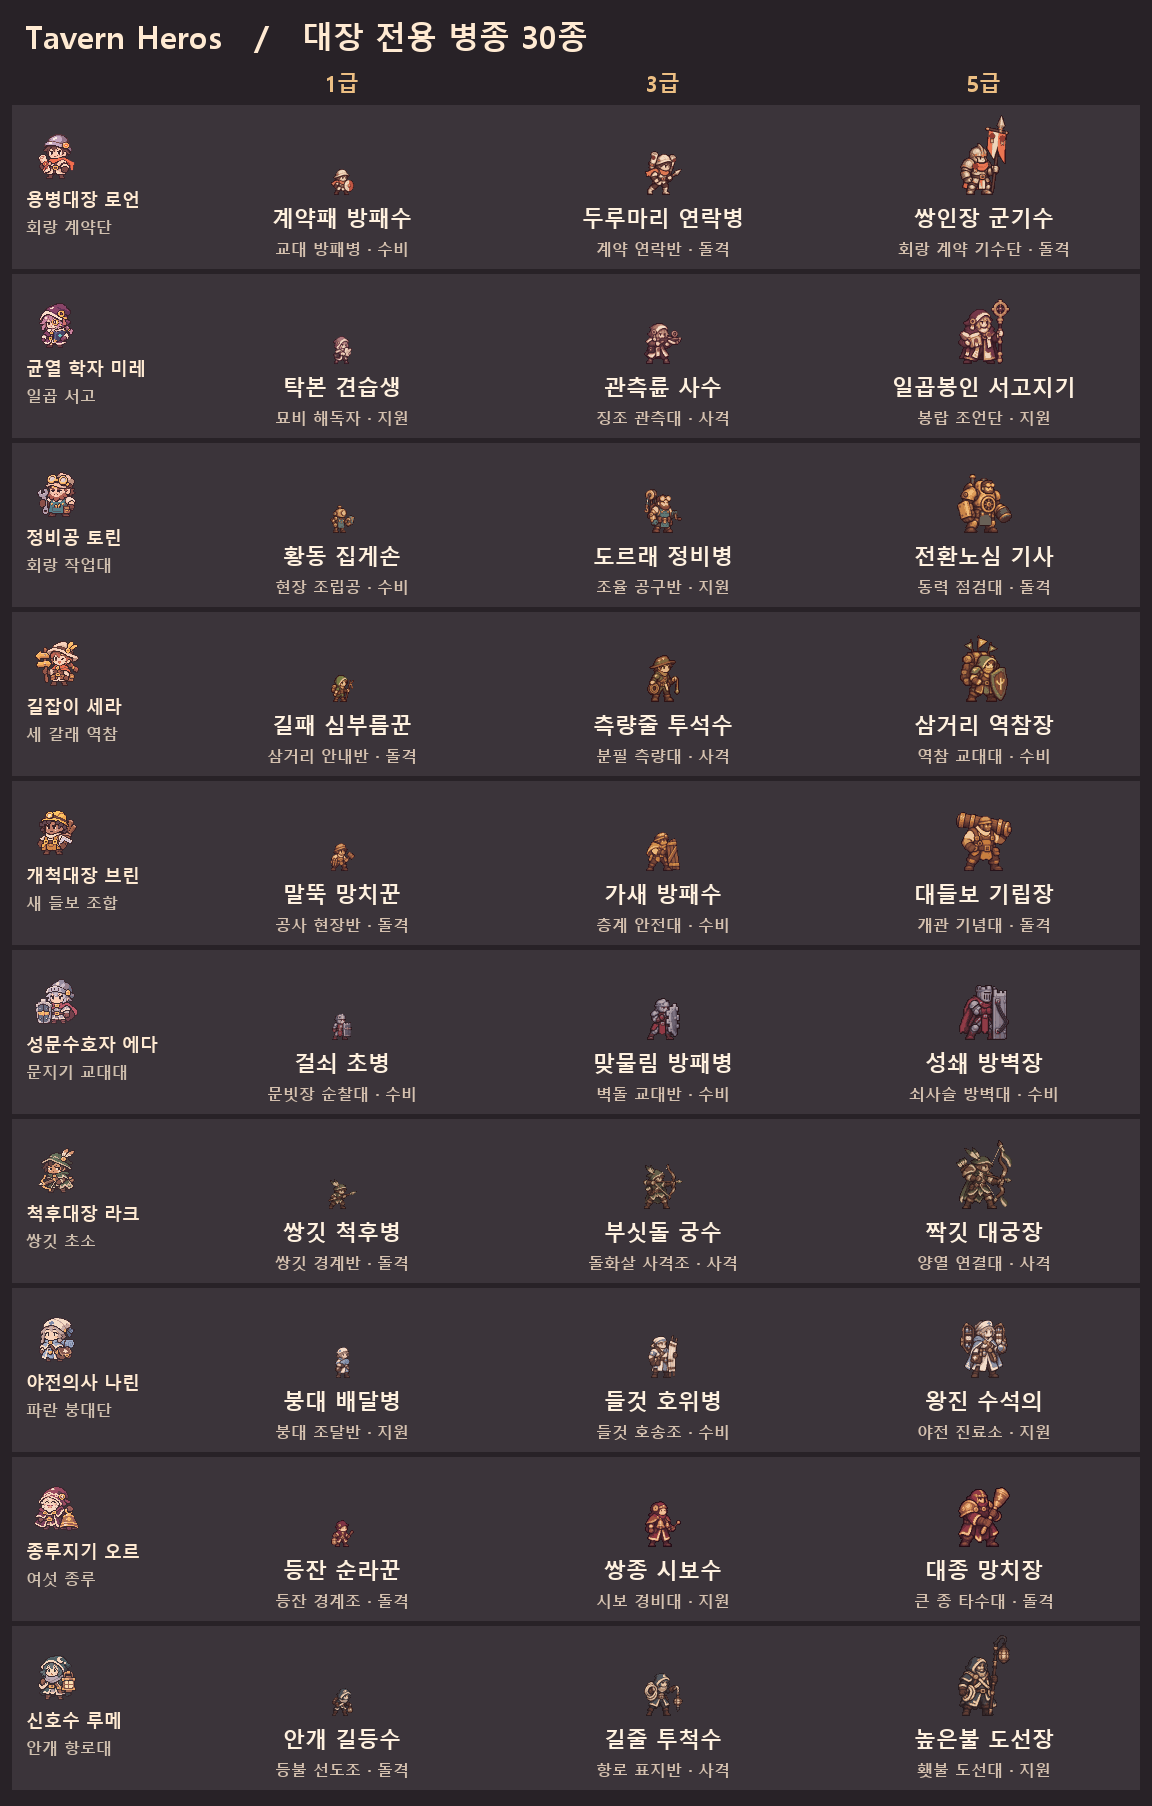 Tavern Heros / 대장 전용 병종 30종
1급 3급 5급
용병대장 로언
회랑 계약단
계약패 방패수
교대 방패병 · 수비
두루마리 연락병
계약 연락반 · 돌격
쌍인장 군기수
회랑 계약 기수단 · 돌격
균열 학자 미레
일곱 서고
탁본 견습생
묘비 해독자 · 지원
관측륜 사수
징조 관측대 · 사격
일곱봉인 서고지기
봉랍 조언단 · 지원
정비공 토린
회랑 작업대
황동 집게손
현장 조립공 · 수비
도르래 정비병
조율 공구반 · 지원
전환노심 기사
동력 점검대 · 돌격
길잡이 세라
세 갈래 역참
길패 심부름꾼
삼거리 안내반 · 돌격
측량줄 투석수
분필 측량대 · 사격
삼거리 역참장
역참 교대대 · 수비
개척대장 브린
새 들보 조합
말뚝 망치꾼
공사 현장반 · 돌격
가새 방패수
층계 안전대 · 수비
대들보 기립장
개관 기념대 · 돌격
성문수호자 에다
문지기 교대대
걸쇠 초병
문빗장 순찰대 · 수비
맞물림 방패병
벽돌 교대반 · 수비
성쇄 방벽장
쇠사슬 방벽대 · 수비
척후대장 라크
쌍깃 초소
쌍깃 척후병
쌍깃 경계반 · 돌격
부싯돌 궁수
돌화살 사격조 · 사격
짝깃 대궁장
양열 연결대 · 사격
야전의사 나린
파란 붕대단
붕대 배달병
붕대 조달반 · 지원
들것 호위병
들것 호송조 · 수비
왕진 수석의
야전 진료소 · 지원
종루지기 오르
여섯 종루
등잔 순라꾼
등잔 경계조 · 돌격
쌍종 시보수
시보 경비대 · 지원
대종 망치장
큰 종 타수대 · 돌격
신호수 루메
안개 항로대
안개 길등수
등불 선도조 · 돌격
길줄 투척수
항로 표지반 · 사격
높은불 도선장
횃불 도선대 · 지원